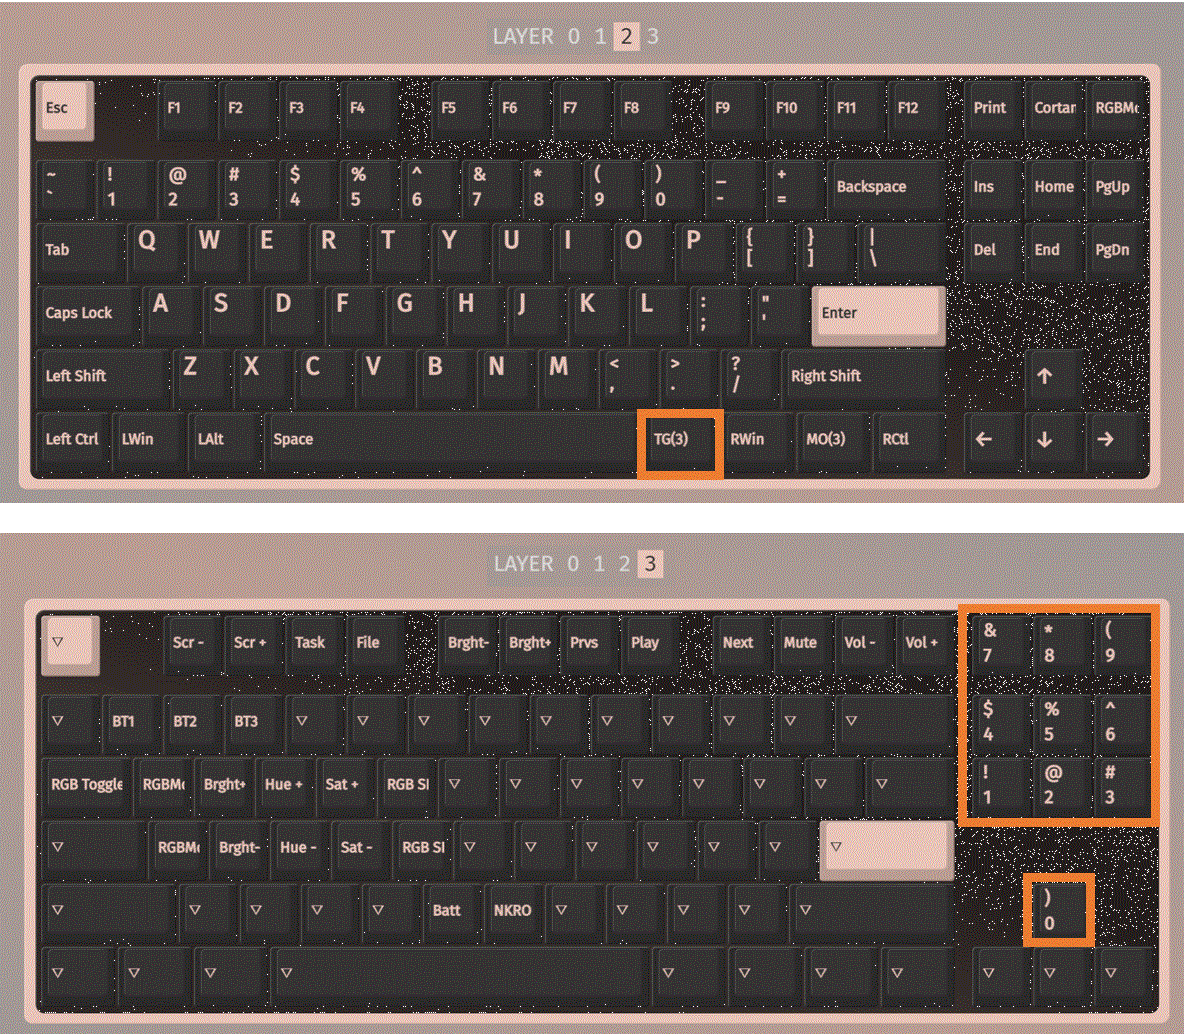 LAYER 0 1 2 3
Esc F1 F2 F3 F4 F5 F6 F7 F8 F9 F10 F11 F12 Print Cortar RGBMo
~ ! @ # $ % ^ & * ( ) _ +
` 1 2 3 4 5 6 7 8 9 0 - = Backspace Ins Home PgUp
Tab Q W E R T Y U I O P { } |
[ ] \ Del End PgDn
Caps Lock A S D F G H J K L : " Enter
; '
Left Shift Z X C V B N M < > ? Right Shift ↑
, . /
Left Ctrl LWin LAlt Space TG(3) RWin MO(3) RCtl ← ↓ →
LAYER 0 1 2 3
▽ Scr - Scr + Task File Brght- Brght+ Prvs Play Next Mute Vol - Vol + & * (
7 8 9
▽ BT1 BT2 BT3 ▽ ▽ ▽ ▽ ▽ ▽ ▽ ▽ ▽ ▽ $ % ^
4 5 6
RGB Toggle RGBMo Brght+ Hue + Sat + RGB SI ▽ ▽ ▽ ▽ ▽ ▽ ▽ ▽ ! @ #
1 2 3
▽ RGBMo Brght- Hue - Sat - RGB SI ▽ ▽ ▽ ▽ ▽ ▽ ▽
▽ ▽ ▽ ▽ ▽ Batt NKRO ▽ ▽ ▽ ▽ ▽ )
0
▽ ▽ ▽ ▽ ▽ ▽ ▽ ▽ ▽ ▽ ▽